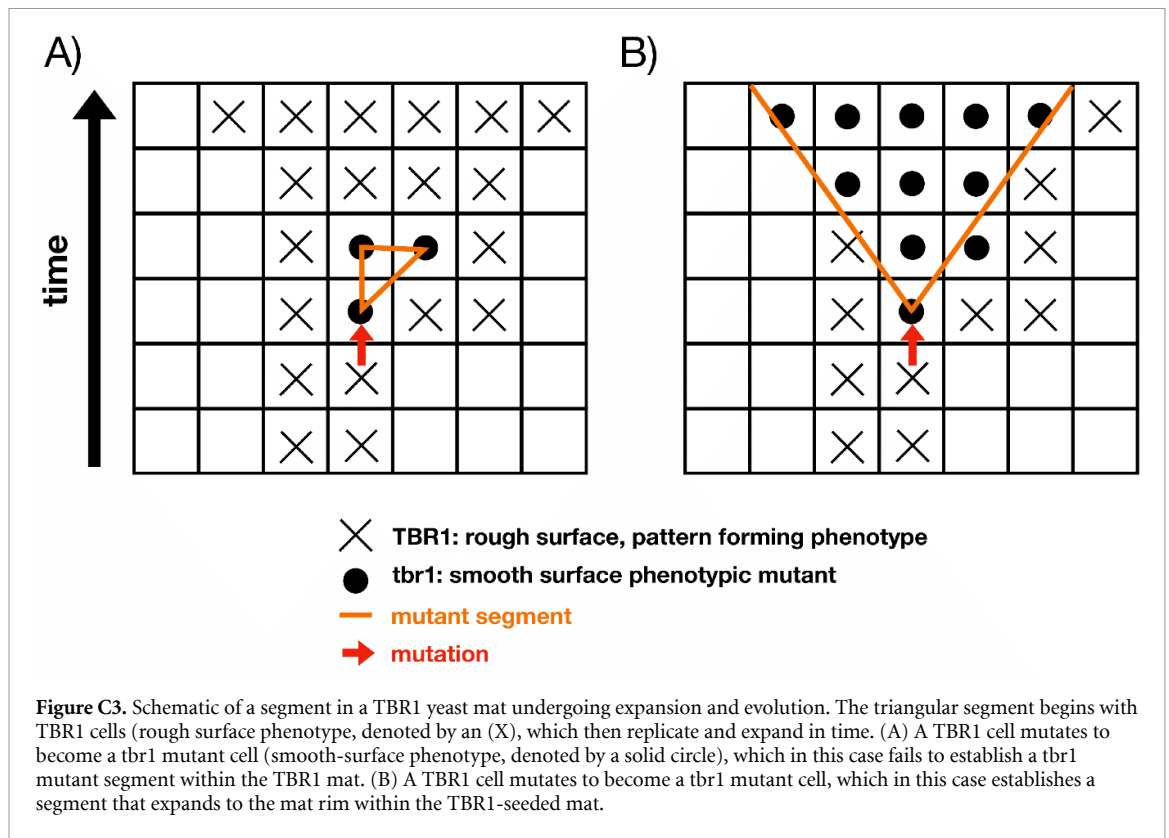 A)
B)
time
TBR1: rough surface, pattern forming phenotype
tbr1: smooth surface phenotypic mutant
mutant segment
mutation
Figure C3. Schematic of a segment in a TBR1 yeast mat undergoing expansion and evolution. The triangular segment begins with
TBR1 cells (rough surface phenotype, denoted by an (X), which then replicate and expand in time. (A) A TBR1 cell mutates to
become a tbr1 mutant cell (smooth-surface phenotype, denoted by a solid circle), which in this case fails to establish a tbr1
mutant segment within the TBR1 mat. (B) A TBR1 cell mutates to become a tbr1 mutant cell, which in this case establishes a
segment that expands to the mat rim within the TBR1-seeded mat.